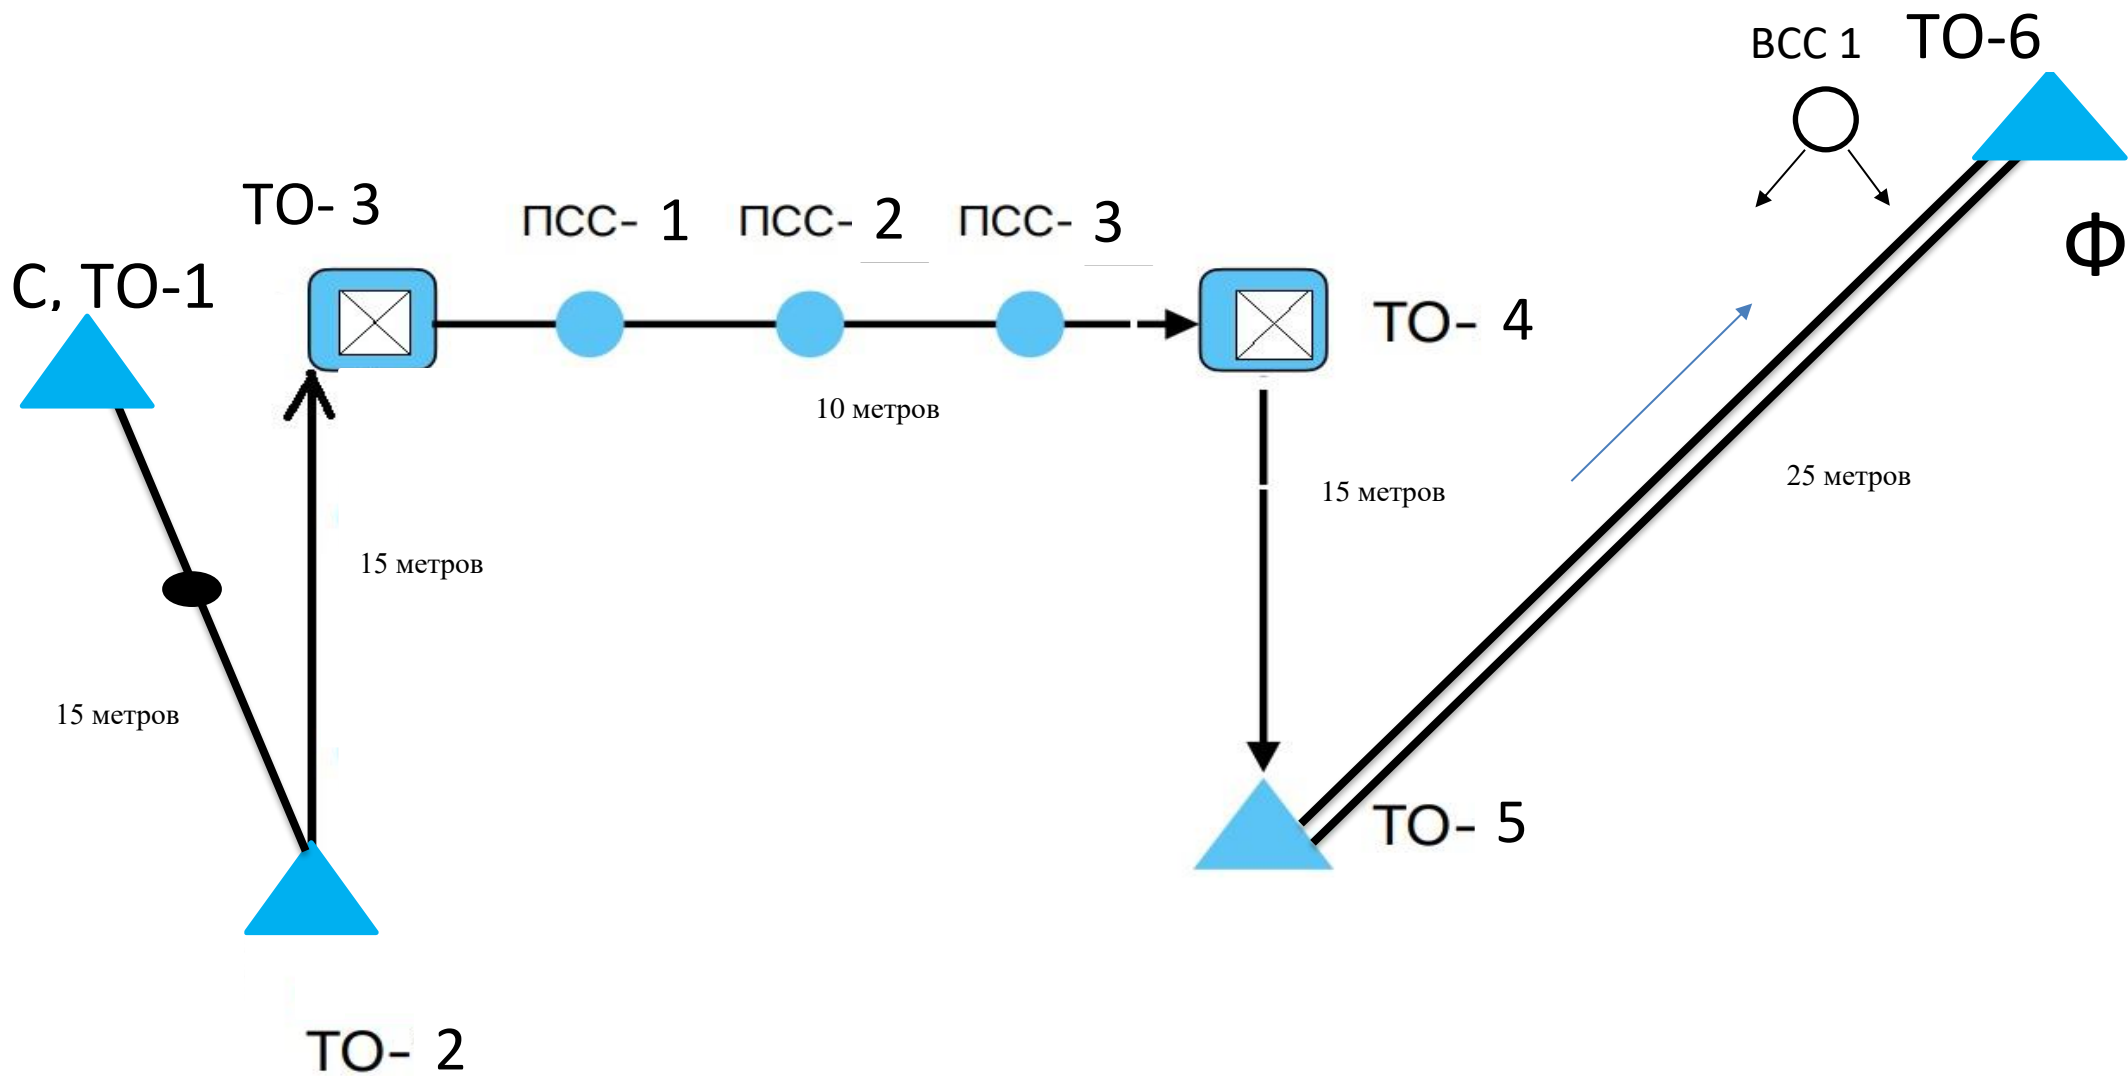 ВСС 1
ТО-6
ТО- 3
ПСС- 1
ПСС- 2
ПСС- 3
Ф
С, ТО-1
ТО- 4
10 метров
15 метров
25 метров
15 метров
15 метров
ТО- 5
ТО- 2